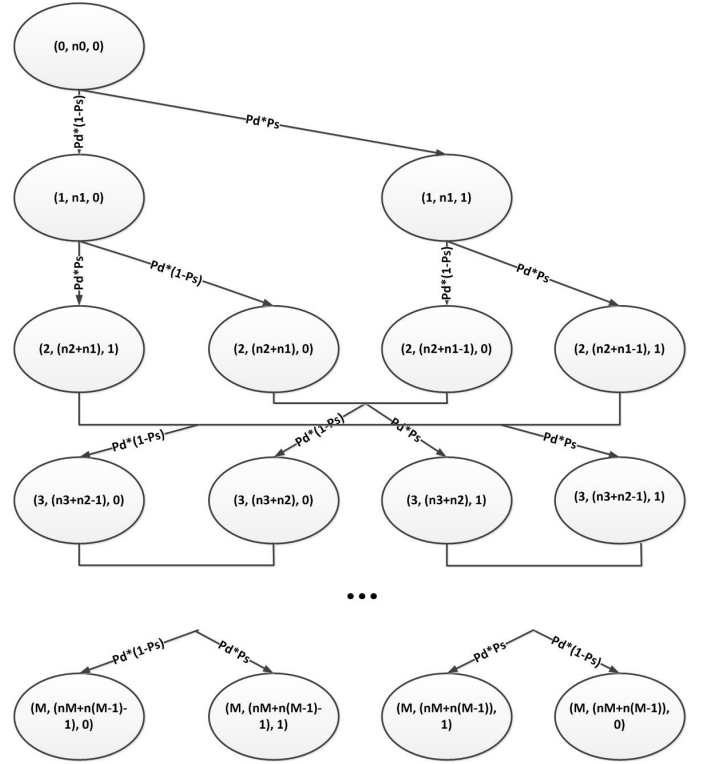 (0, n0, 0)
Pd*(1-Ps)
Pd*Ps
(1, n1, 0)
(1, n1, 1)
Pd*Ps
Pd*(1-Ps)
Pd*(1-Ps)
Pd*Ps
(2, (n2+n1), 1)
(2, (n2+n1), 0)
(2, (n2+n1-1), 0)
(2, (n2+n1-1), 1)
Pd*(1-Ps)
Pd*(1-Ps)
Pd*Ps
Pd*Ps
(3, (n3+n2-1), 0)
(3, (n3+n2), 0)
(3, (n3+n2), 1)
(3, (n3+n2-1), 1)
...
Pd*(1-Ps)
Pd*Ps
Pd*Ps
Pd*(1-Ps)
(M, (nM+n(M-1)-
1), 0)
(M, (nM+n(M-1)-
1), 1)
(M, (nM+n(M-1)),
1)
(M, (nM+n(M-1)),
0)